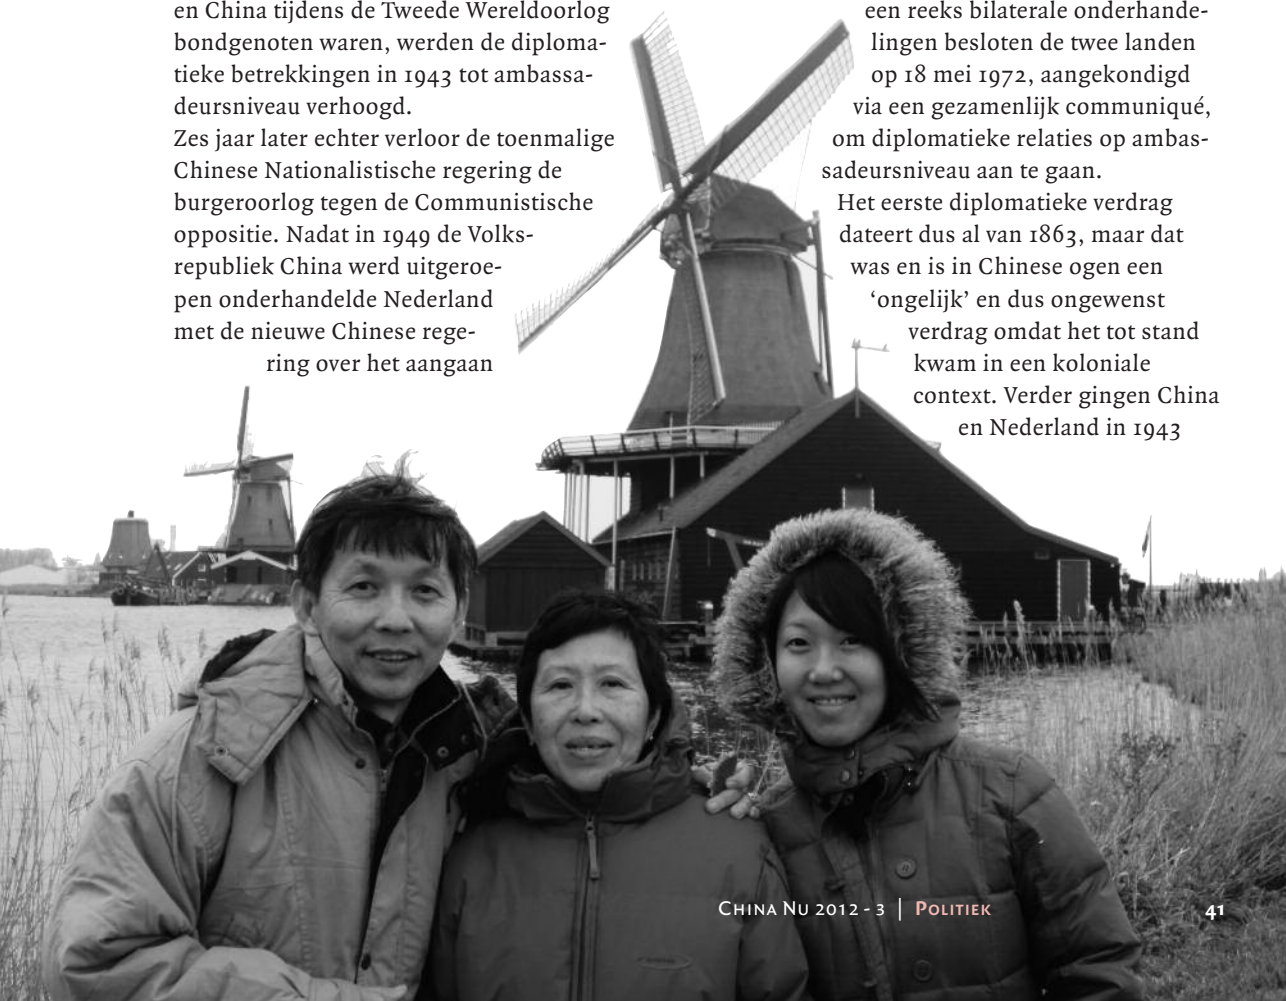 en China tijdens de Tweede Wereldoorlog
bondgenoten waren, werden de diploma-
tieke betrekkingen in 1943 tot ambassa-
deursniveau verhoogd.
Zes jaar later echter verloor de toenmalige
Chinese Nationalistische regering de
burgeroorlog tegen de Communistische
oppositie. Nadat in 1949 de Volks-
republiek China werd uitgeroe-
pen onderhandelde Nederland
met de nieuwe Chinese rege-
ring over het aangaan
een reeks bilaterale onderhande-
lingen besloten de twee landen
op 18 mei 1972, aangekondigd
via een gezamenlijk communiqué,
om diplomatieke relaties op ambas-
sadeursniveau aan te gaan.
Het eerste diplomatieke verdrag
dateert dus al van 1863, maar dat
was en is in Chinese ogen een
‘ongelijk’ en dus ongewenst
verdrag omdat het tot stand
kwam in een koloniale
context. Verder gingen China
en Nederland in 1943
China Nu 2012 - 3 | Politiek 41